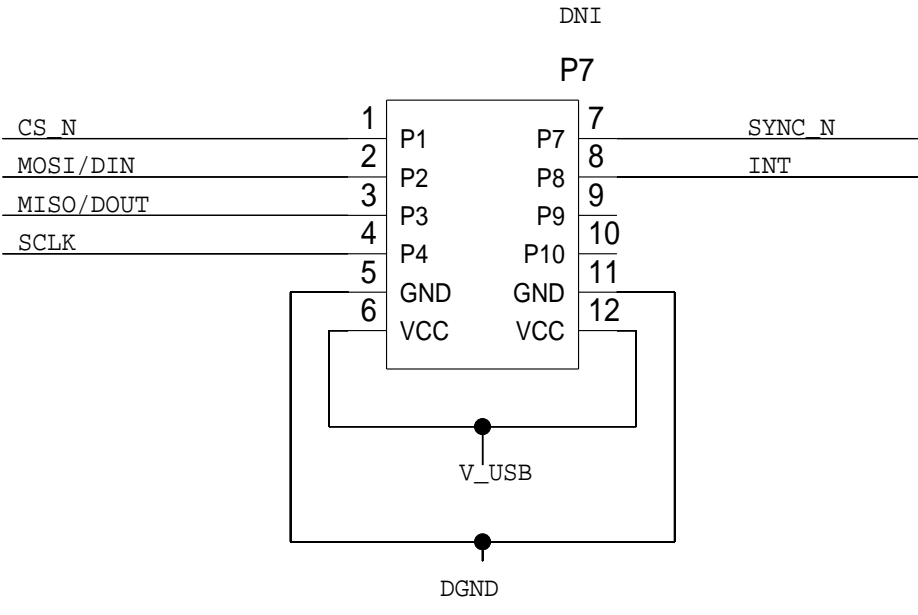 DNI
P7
CS_N 1 P1 P7 7 SYNC_N
MOSI/DIN 2 P2 P8 8 INT
MISO/DOUT 3 P3 P9 9
SCLK 4 P4 P10 10
5 GND GND 11
6 VCC VCC 12
V_USB
DGND